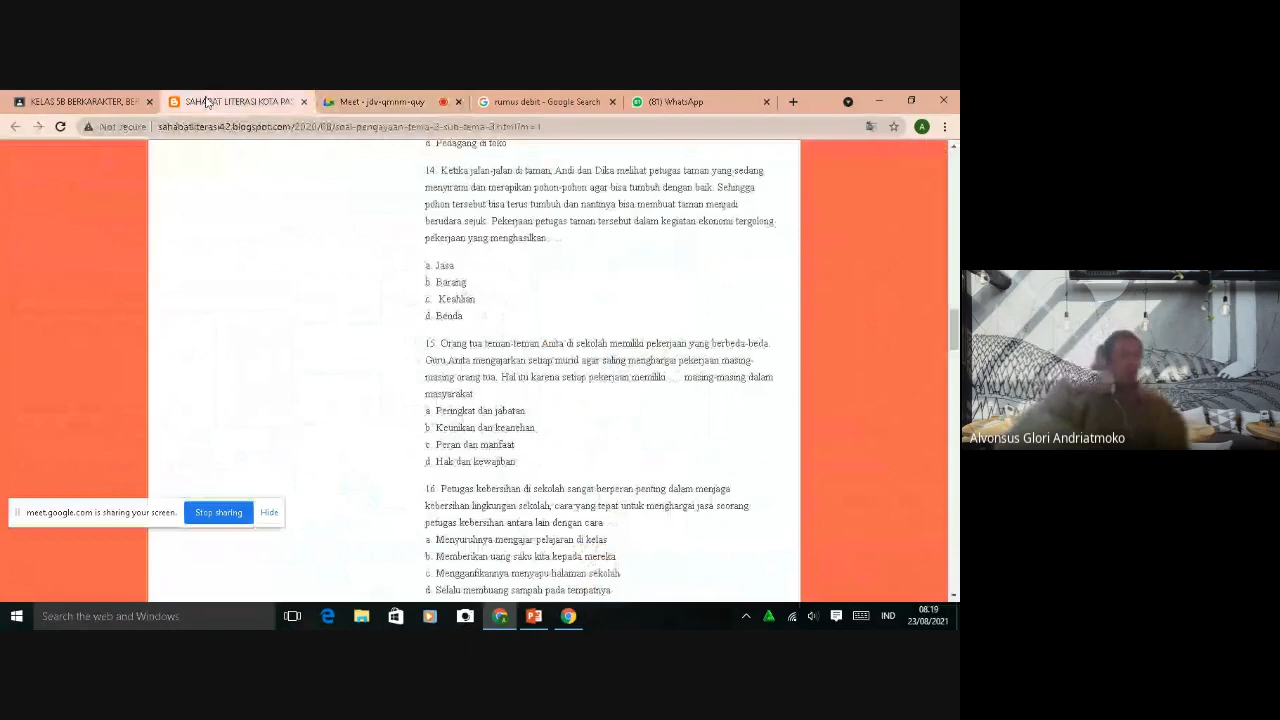 KELAS 5B BERKARAKTER, BER
SAHABAT LITERASI KOTA PAS
Meet - jdv-qmnm-quy
rumus debit - Google Search
(81) WhatsApp
Not secure
sahabatliterasi42.blogspot.com/2020/08/soal-pengayaan-tema-2-sub-tema-3.html?m=1
A
d. Pedagang di toko
14. Ketika jalan-jalan di taman, Andi dan Dika melihat petugas taman yang sedang
menyirami dan merapikan pohon-pohon agar bisa tumbuh dengan baik. Sehingga
pohon tersebut bisa terus tumbuh dan nantinya bisa membuat taman menjadi
berudara sejuk. Pekerjaan petugas taman tersebut dalam kegiatan ekonomi tergolong
pekerjaan yang menghasilkan ....
a. Jasa
b. Barang
c. Keahlian
d. Benda
15. Orang tua teman-teman Anita di sekolah memiliki pekerjaan yang berbeda-beda.
Guru Anita mengajarkan setiap murid agar saling menghargai pekerjaan masing-
masing orang tua. Hal itu karena setiap pekerjaan memiliki masing-masing dalam
masyarakat
a. Peringkat dan jabatan
b. Keunikan dan keanehan
c. Peran dan manfaat
d. Hak dan kewajiban
16. Petugas kebersihan di sekolah sangat berperan penting dalam menjaga
kebersihan lingkungan sekolah, cara yang tepat untuk menghargai jasa seorang
petugas kebersihan antara lain dengan cara
a. Menyuruhnya mengajar pelajaran di kelas
b. Memberikan uang saku kita kepada mereka
c. Menggantikannya menyapu halaman sekolah
d. Selalu membuang sampah pada tempatnya
meet.google.com is sharing your screen.
Stop sharing
Hide
Alvonsus Glori Andriatmoko
Search the web and Windows
IND
08.19
23/08/2021